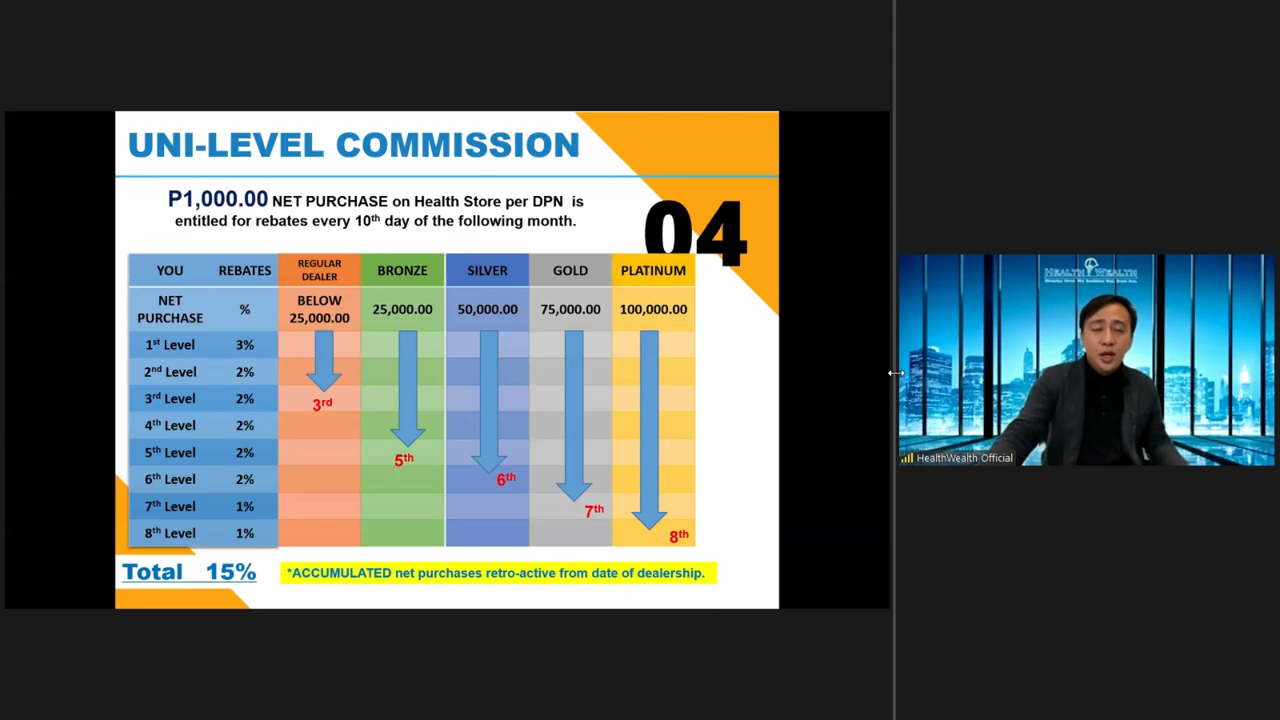 UNI-LEVEL COMMISSION
P1,000.00 NET PURCHASE on Health Store per DPN is
entitled for rebates every 10th day of the following month.
04
YOU REBATES REGULAR DEALER BRONZE SILVER GOLD PLATINUM
NET PURCHASE % BELOW 25,000.00 25,000.00 50,000.00 75,000.00 100,000.00
1st Level 3%
2nd Level 2%
3rd Level 2% 3rd
4th Level 2%
5th Level 2% 5th
6th Level 2% 6th
7th Level 1% 7th
8th Level 1% 8th
Total 15%
*ACCUMULATED net purchases retro-active from date of dealership.
HEALTH WEALTH
HealthWealth Official